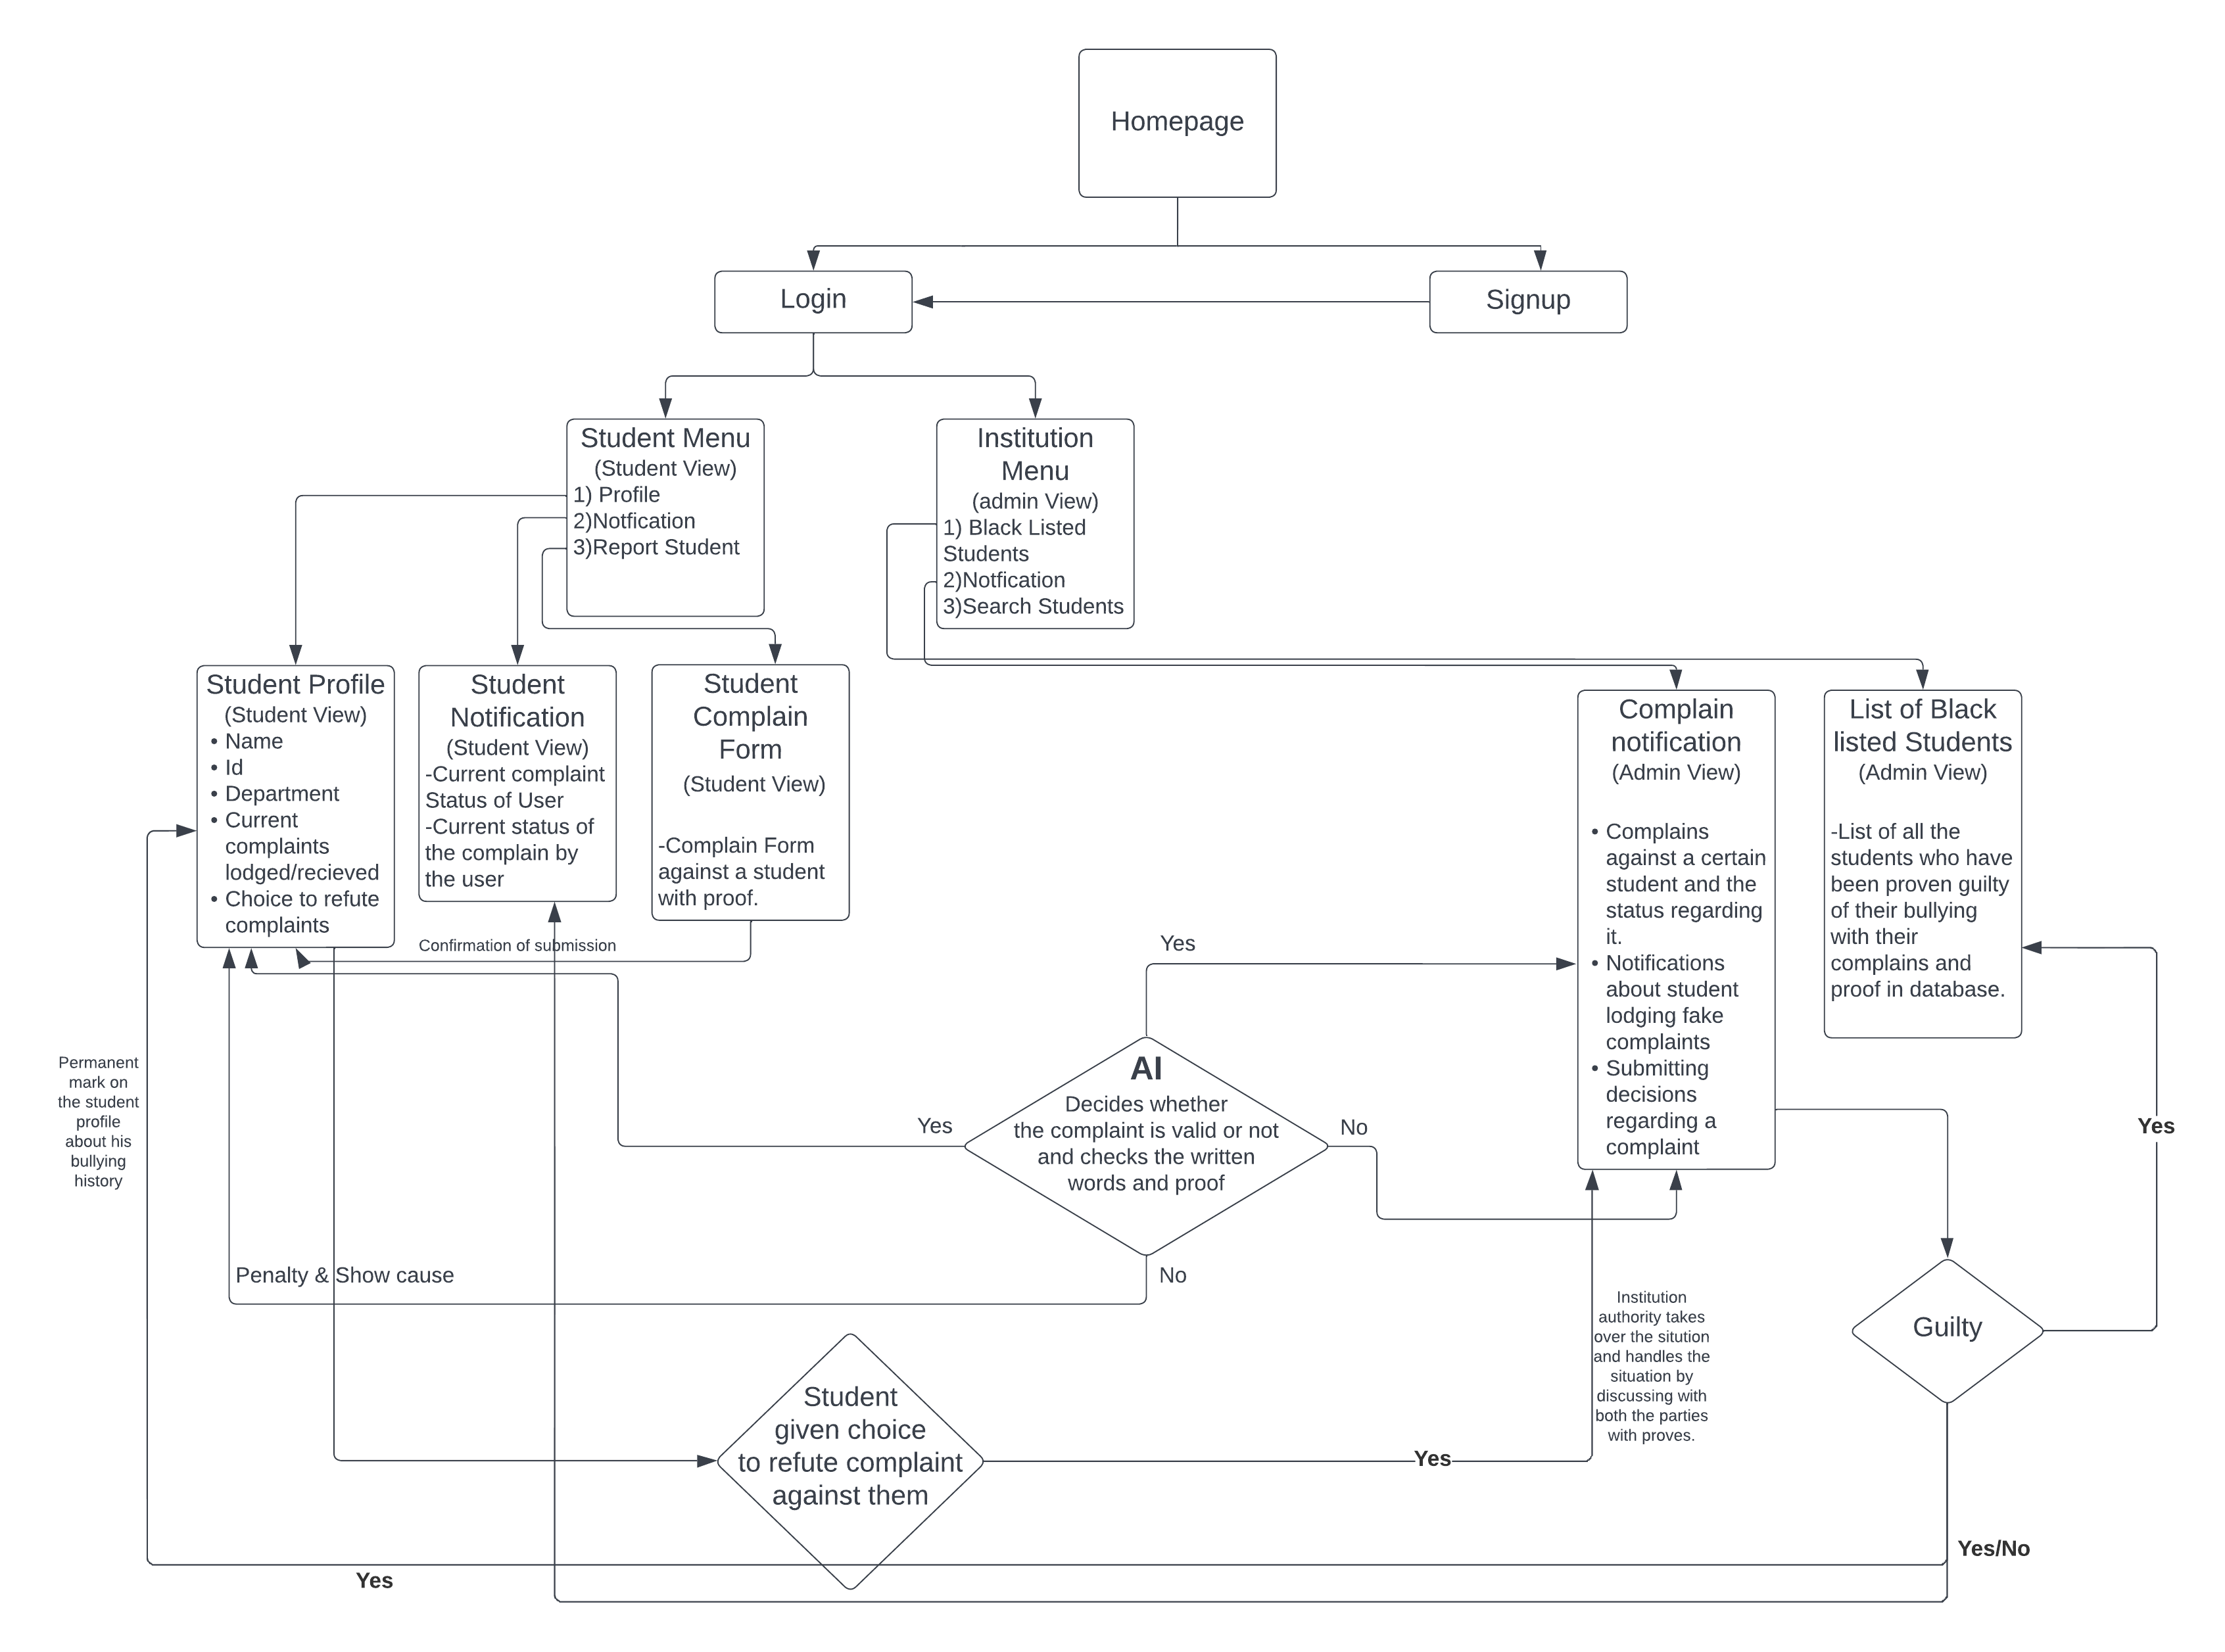 Homepage
Login
Signup
Student Menu
(Student View)
1) Profile
2)Notfication
3)Report Student
Institution
Menu
(admin View)
1) Black Listed
Students
2)Notfication
3)Search Students
Student Profile
(Student View)
• Name
• Id
• Department
• Current
complaints
lodged/recieved
• Choice to refute
complaints
Student
Notification
(Student View)
-Current complaint
Status of User
-Current status of
the complain by
the user
Student
Complain
Form
(Student View)
-Complain Form
against a student
with proof.
Complain
notification
(Admin View)
• Complains
against a certain
student and the
status regarding
it.
• Notifications
about student
lodging fake
complaints
• Submitting
decisions
regarding a
complaint
List of Black
listed Students
(Admin View)
-List of all the
students who have
been proven guilty
of their bullying
with their
complains and
proof in database.
Confirmation of submission
Yes
AI
Decides whether
the complaint is valid or not
and checks the written
words and proof
Yes
No
No
Permanent
mark on
the student
profile
about his
bullying
history
Penalty & Show cause
Yes
Institution
authority takes
over the sitution
and handles the
situation by
discussing with
both the parties
with proves.
Guilty
Student
given choice
to refute complaint
against them
Yes
Yes/No
Yes